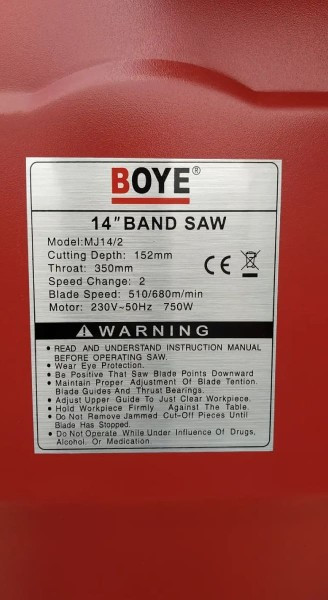 BOYE®
14" BAND SAW
Model:MJ14/2
Cutting Depth: 152mm
Throat: 350mm
Speed Change: 2
Blade Speed: 510/680m/min
Motor: 230V~50Hz 750W
CE
WARNING
• READ AND UNDERSTAND INSTRUCTION MANUAL
BEFORE OPERATING SAW.
• Wear Eye Protection.
• Be Positive That Saw Blade Points Downward
• Maintain Proper Adjustment Of Blade Tention.
Blade Guides And Thrust Bearings.
• Adjust Upper Guide To Just Clear Workpiece.
• Hold Workpiece Firmly Against The Table.
• Do Not Remove Jammed Cut-Off Pieces Until
Blade Has Stopped.
• Do Not Operate While Under Influence Of Drugs,
Alcohol. Or Medication.